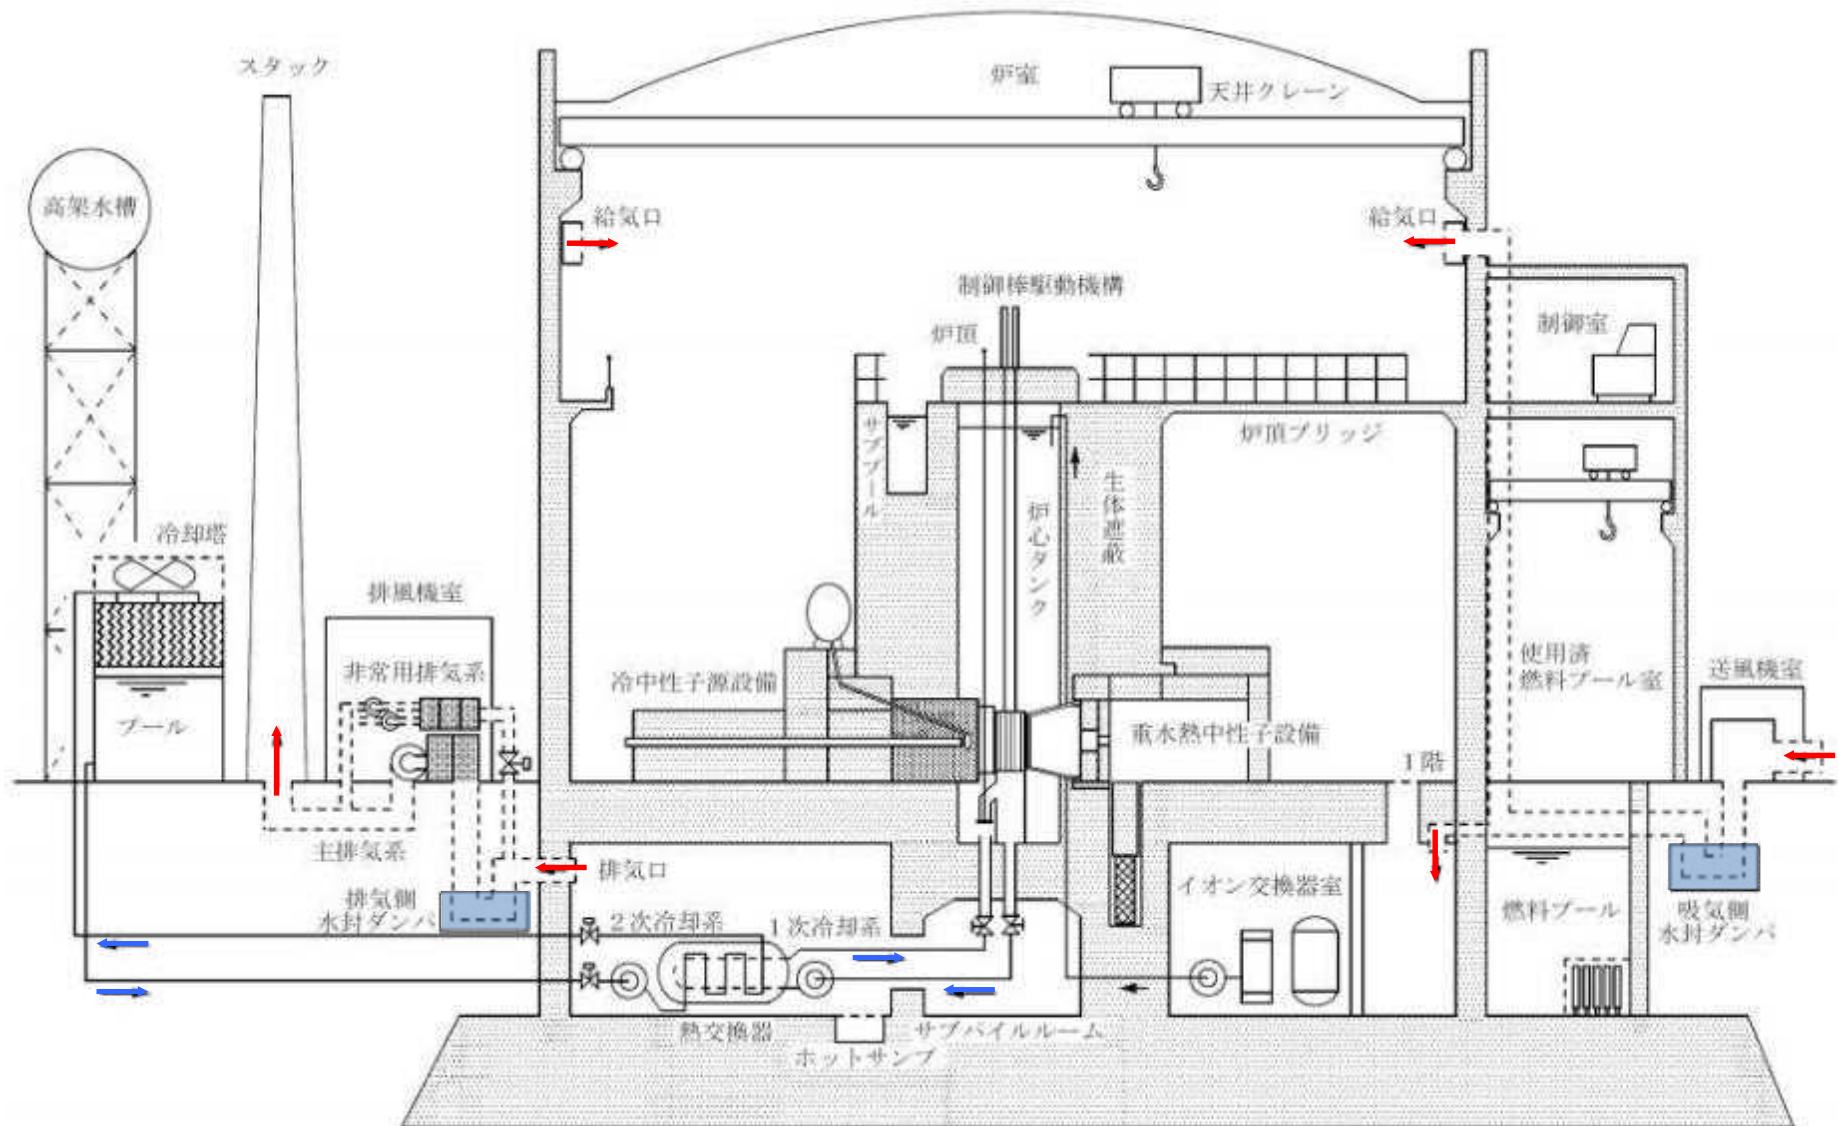 スタック
炉室
天井クレーン
高架水槽
給気口
給気口
制御棒駆動機構
炉頂
制御室
サブプール
炉頂ブリッジ
生体遮蔽
炉心タンク
冷却塔
排風機室
非常用排気系
プール
冷中性子源設備
重水熱中性子設備
1階
使用済
燃料プール室
送風機室
主排気系
排気口
排気側
水封ダンパ
2次冷却系
1次冷却系
イオン交換器室
燃料プール
吸気側
水封ダンパ
熱交換器
サブパイルルーム
ホットサンプ